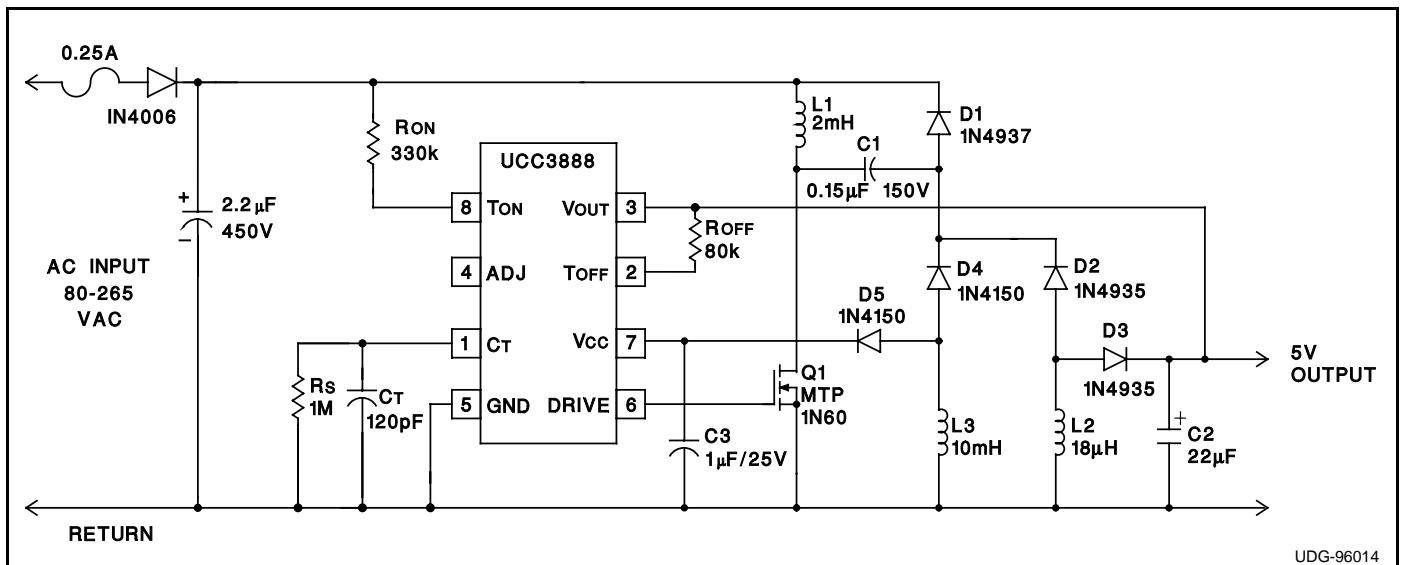 0.25A
IN4006
RON
330k
L1
2mH
D1
1N4937
C1
0.15µF 150V
UCC3888
8 TON
VOUT 3
ROFF
80k
+
2.2µF
450V
–
4 ADJ
TOFF 2
AC INPUT
80-265
VAC
D4
1N4150
D2
1N4935
D5
1N4150
D3
1N4935
1 CT
VCC 7
5V
OUTPUT
RS
1M
CT
120pF
5 GND
DRIVE 6
Q1
MTP
1N60
C3
1µF/25V
L3
10mH
L2
18µH
+
C2
22µF
RETURN
UDG-96014